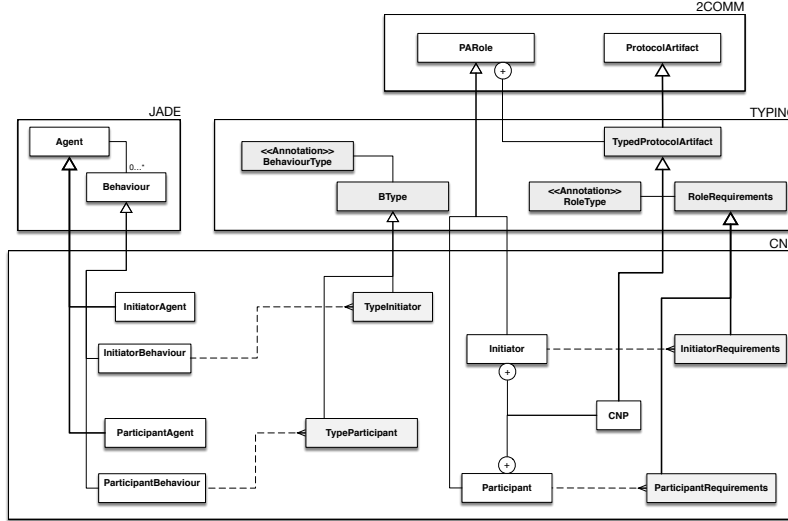 2COMM
PARole
ProtocolArtifact
+
JADE
TYPING
Agent
0...*
Behaviour
<<Annotation>>
BehaviourType
TypedProtocolArtifact
BType
<<Annotation>>
RoleType
RoleRequirements
CN
InitiatorAgent
TypeInitiator
InitiatorBehaviour
Initiator
InitiatorRequirements
+
CNP
ParticipantAgent
TypeParticipant
+
ParticipantBehaviour
Participant
ParticipantRequirements